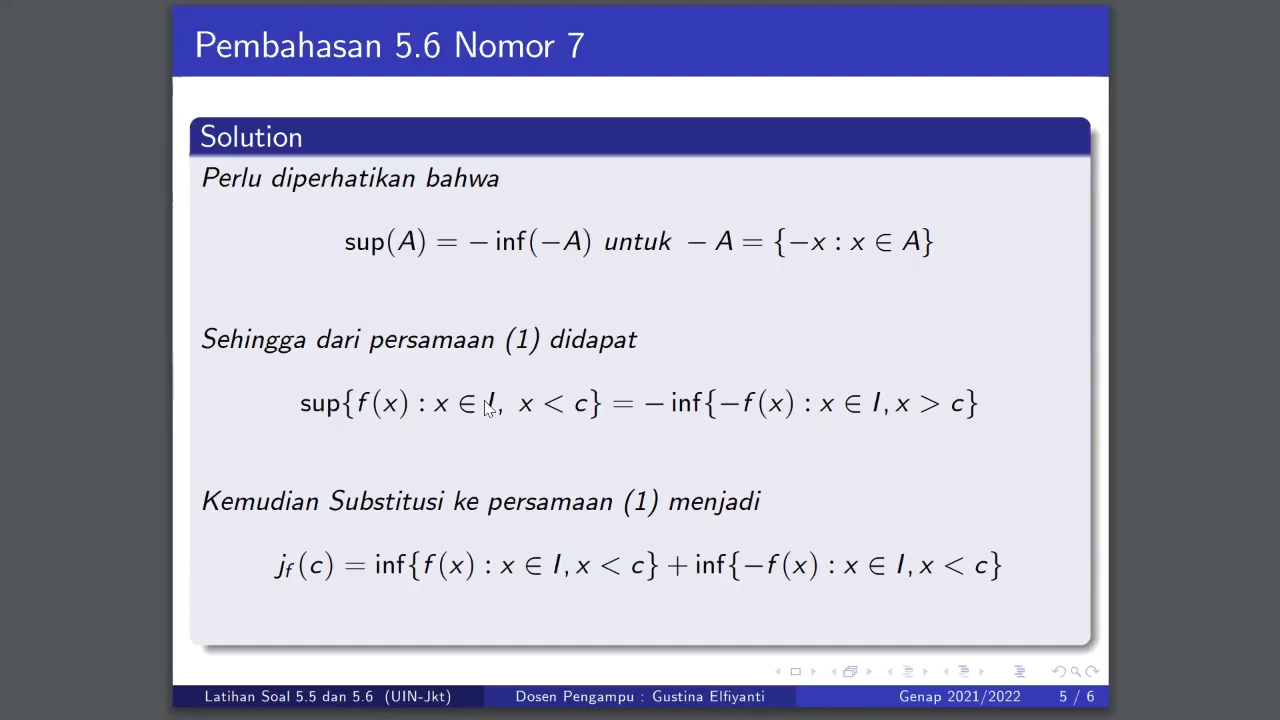 Pembahasan 5.6 Nomor 7
Solution
Perlu diperhatikan bahwa
sup(A) = − inf(−A) untuk − A = {−x : x ∈ A}
Sehingga dari persamaan (1) didapat
sup{f(x) : x ∈ I, x < c} = − inf{−f(x) : x ∈ I, x > c}
Kemudian Substitusi ke persamaan (1) menjadi
j_f(c) = inf{f(x) : x ∈ I, x < c} + inf{−f(x) : x ∈ I, x < c}
Latihan Soal 5.5 dan 5.6 (UIN-Jkt) Dosen Pengampu : Gustina Elfiyanti Genap 2021/2022 5 / 6